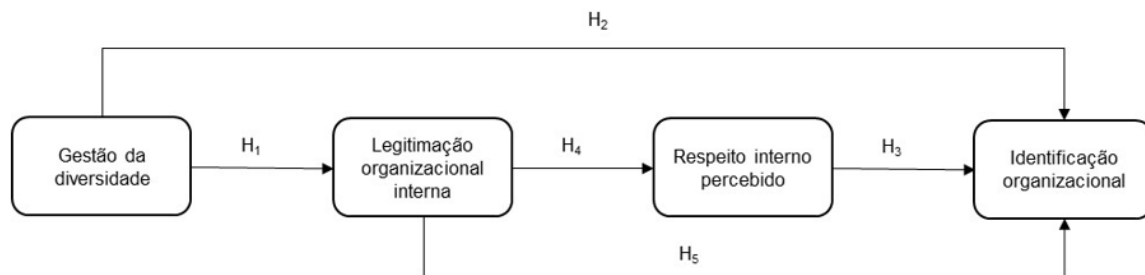 H₂
Gestão da
diversidade
H₁
Legitimação
organizacional
interna
H₄
Respeito interno
percebido
H₃
Identificação
organizacional
H₅